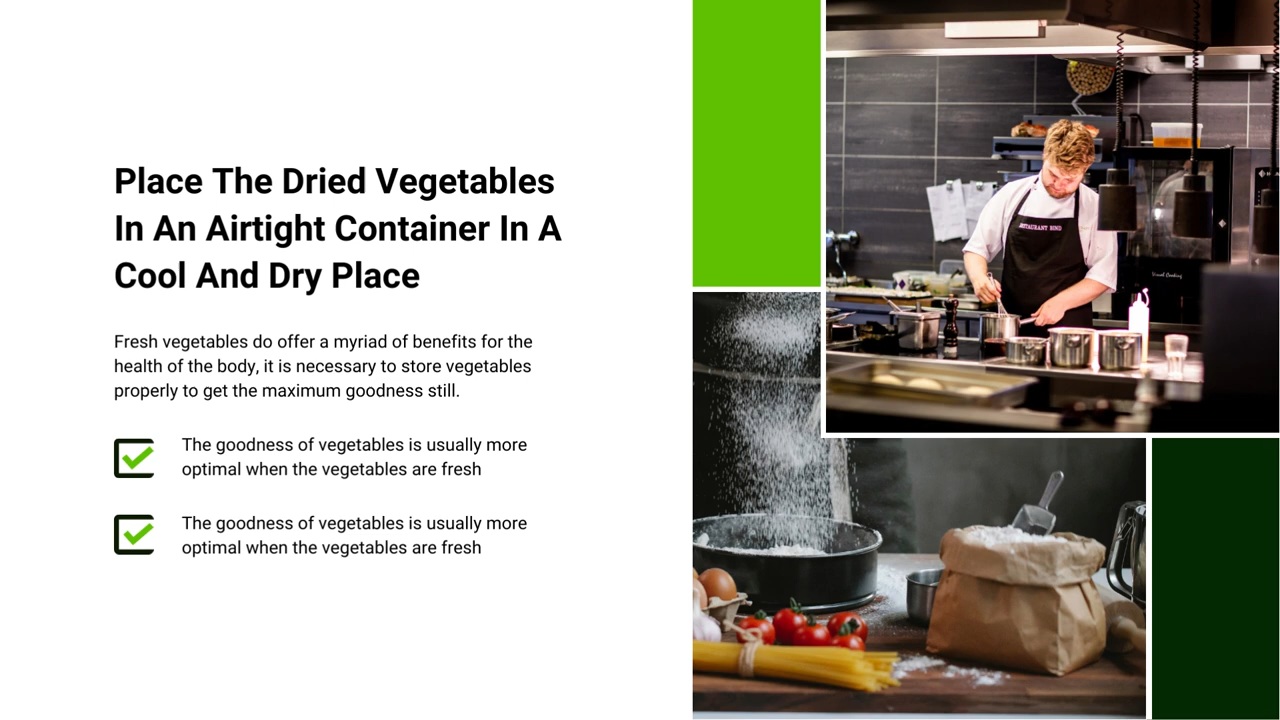 Place The Dried Vegetables
In An Airtight Container In A
Cool And Dry Place
Fresh vegetables do offer a myriad of benefits for the
health of the body, it is necessary to store vegetables
properly to get the maximum goodness still.
The goodness of vegetables is usually more
optimal when the vegetables are fresh
The goodness of vegetables is usually more
optimal when the vegetables are fresh
Visual Cooking